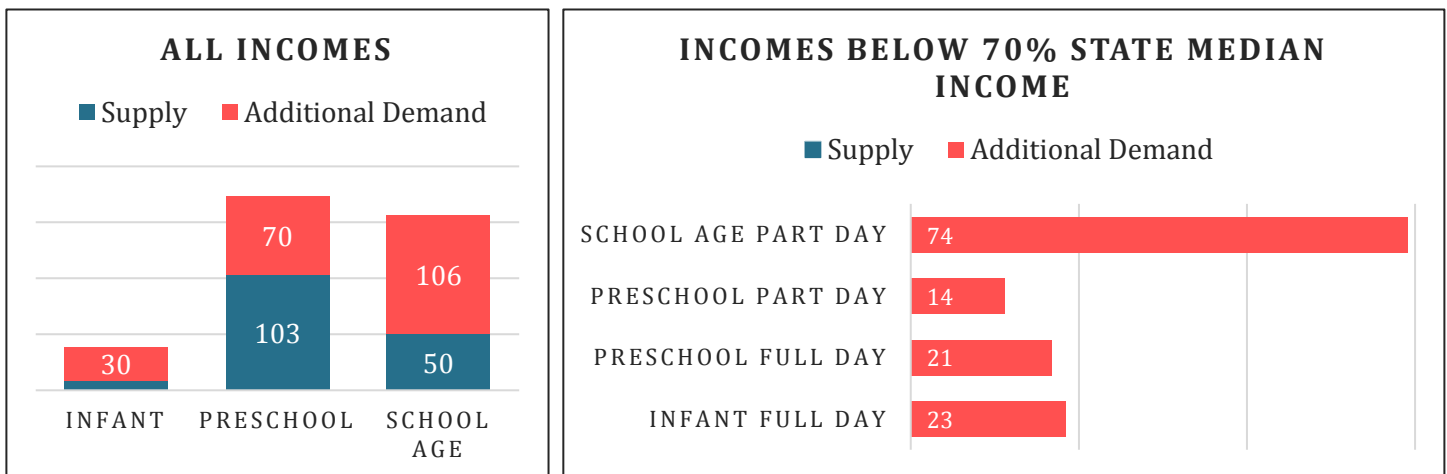 ALL INCOMES
Supply Additional Demand
30
70
103
106
50
INFANT PRESCHOOL SCHOOL
AGE
INCOMES BELOW 70% STATE MEDIAN
INCOME
Supply Additional Demand
SCHOOL AGE PART DAY 74
PRESCHOOL PART DAY 14
PRESCHOOL FULL DAY 21
INFANT FULL DAY 23